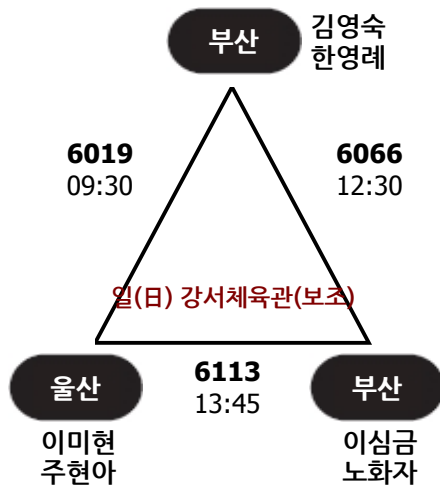 부산
김영숙
한영례
6019
09:30
6066
12:30
일(日) 강서체육관(보조)
울산
6113
13:45
부산
이미현
주현아
이심금
노화자